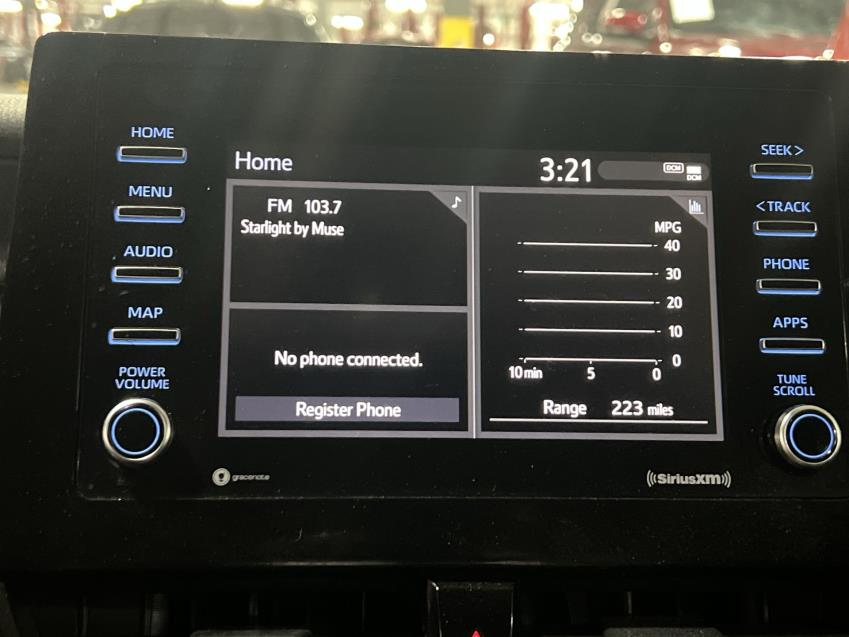 HOME
MENU
AUDIO
MAP
POWER
VOLUME
Home
3:21
DCM
DCM
FM 103.7
Starlight by Muse
No phone connected.
Register Phone
MPG
40
30
20
10
0
10 min 5 0
Range 223 miles
SEEK >
< TRACK
PHONE
APPS
TUNE
SCROLL
gracenote
((SiriusXM))